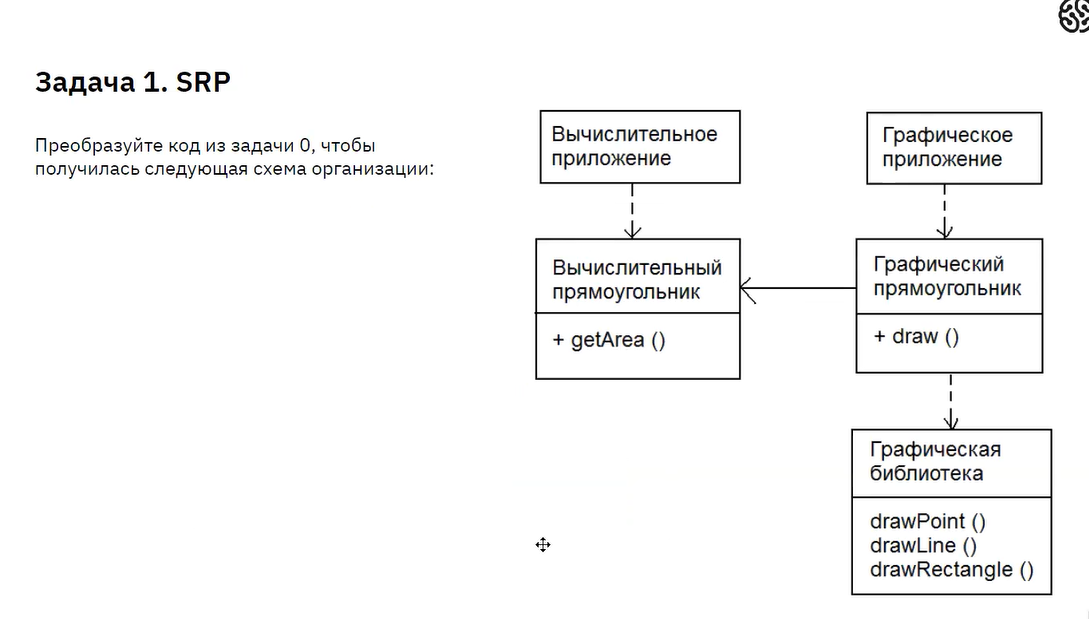 Задача 1. SRP
Преобразуйте код из задачи 0, чтобы
получилась следующая схема организации:
Вычислительное
приложение
Графическое
приложение
Вычислительный
прямоугольник
+ getArea ()
Графический
прямоугольник
+ draw ()
Графическая
библиотека
drawPoint ()
drawLine ()
drawRectangle ()